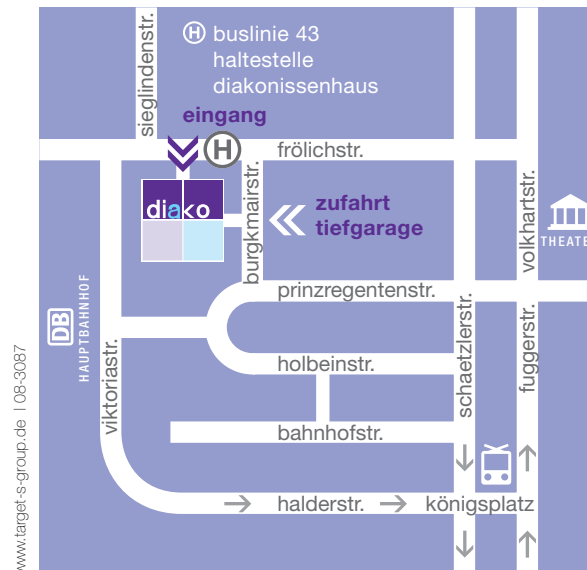 H buslinie 43
haltestelle
diakonissenhaus
sieglindenstr.
eingang
H
frölichstr.
diako
burgkmairstr.
zufahrt
tiefgarage
volkhartstr.
THEATE
prinzregentenstr.
DB
HAUPTBAHNHOF
viktoriastr.
holbeinstr.
schaetzlerstr.
fuggerstr.
bahnhofstr.
halderstr.
königsplatz
www.target-s-group.de | 08-3087